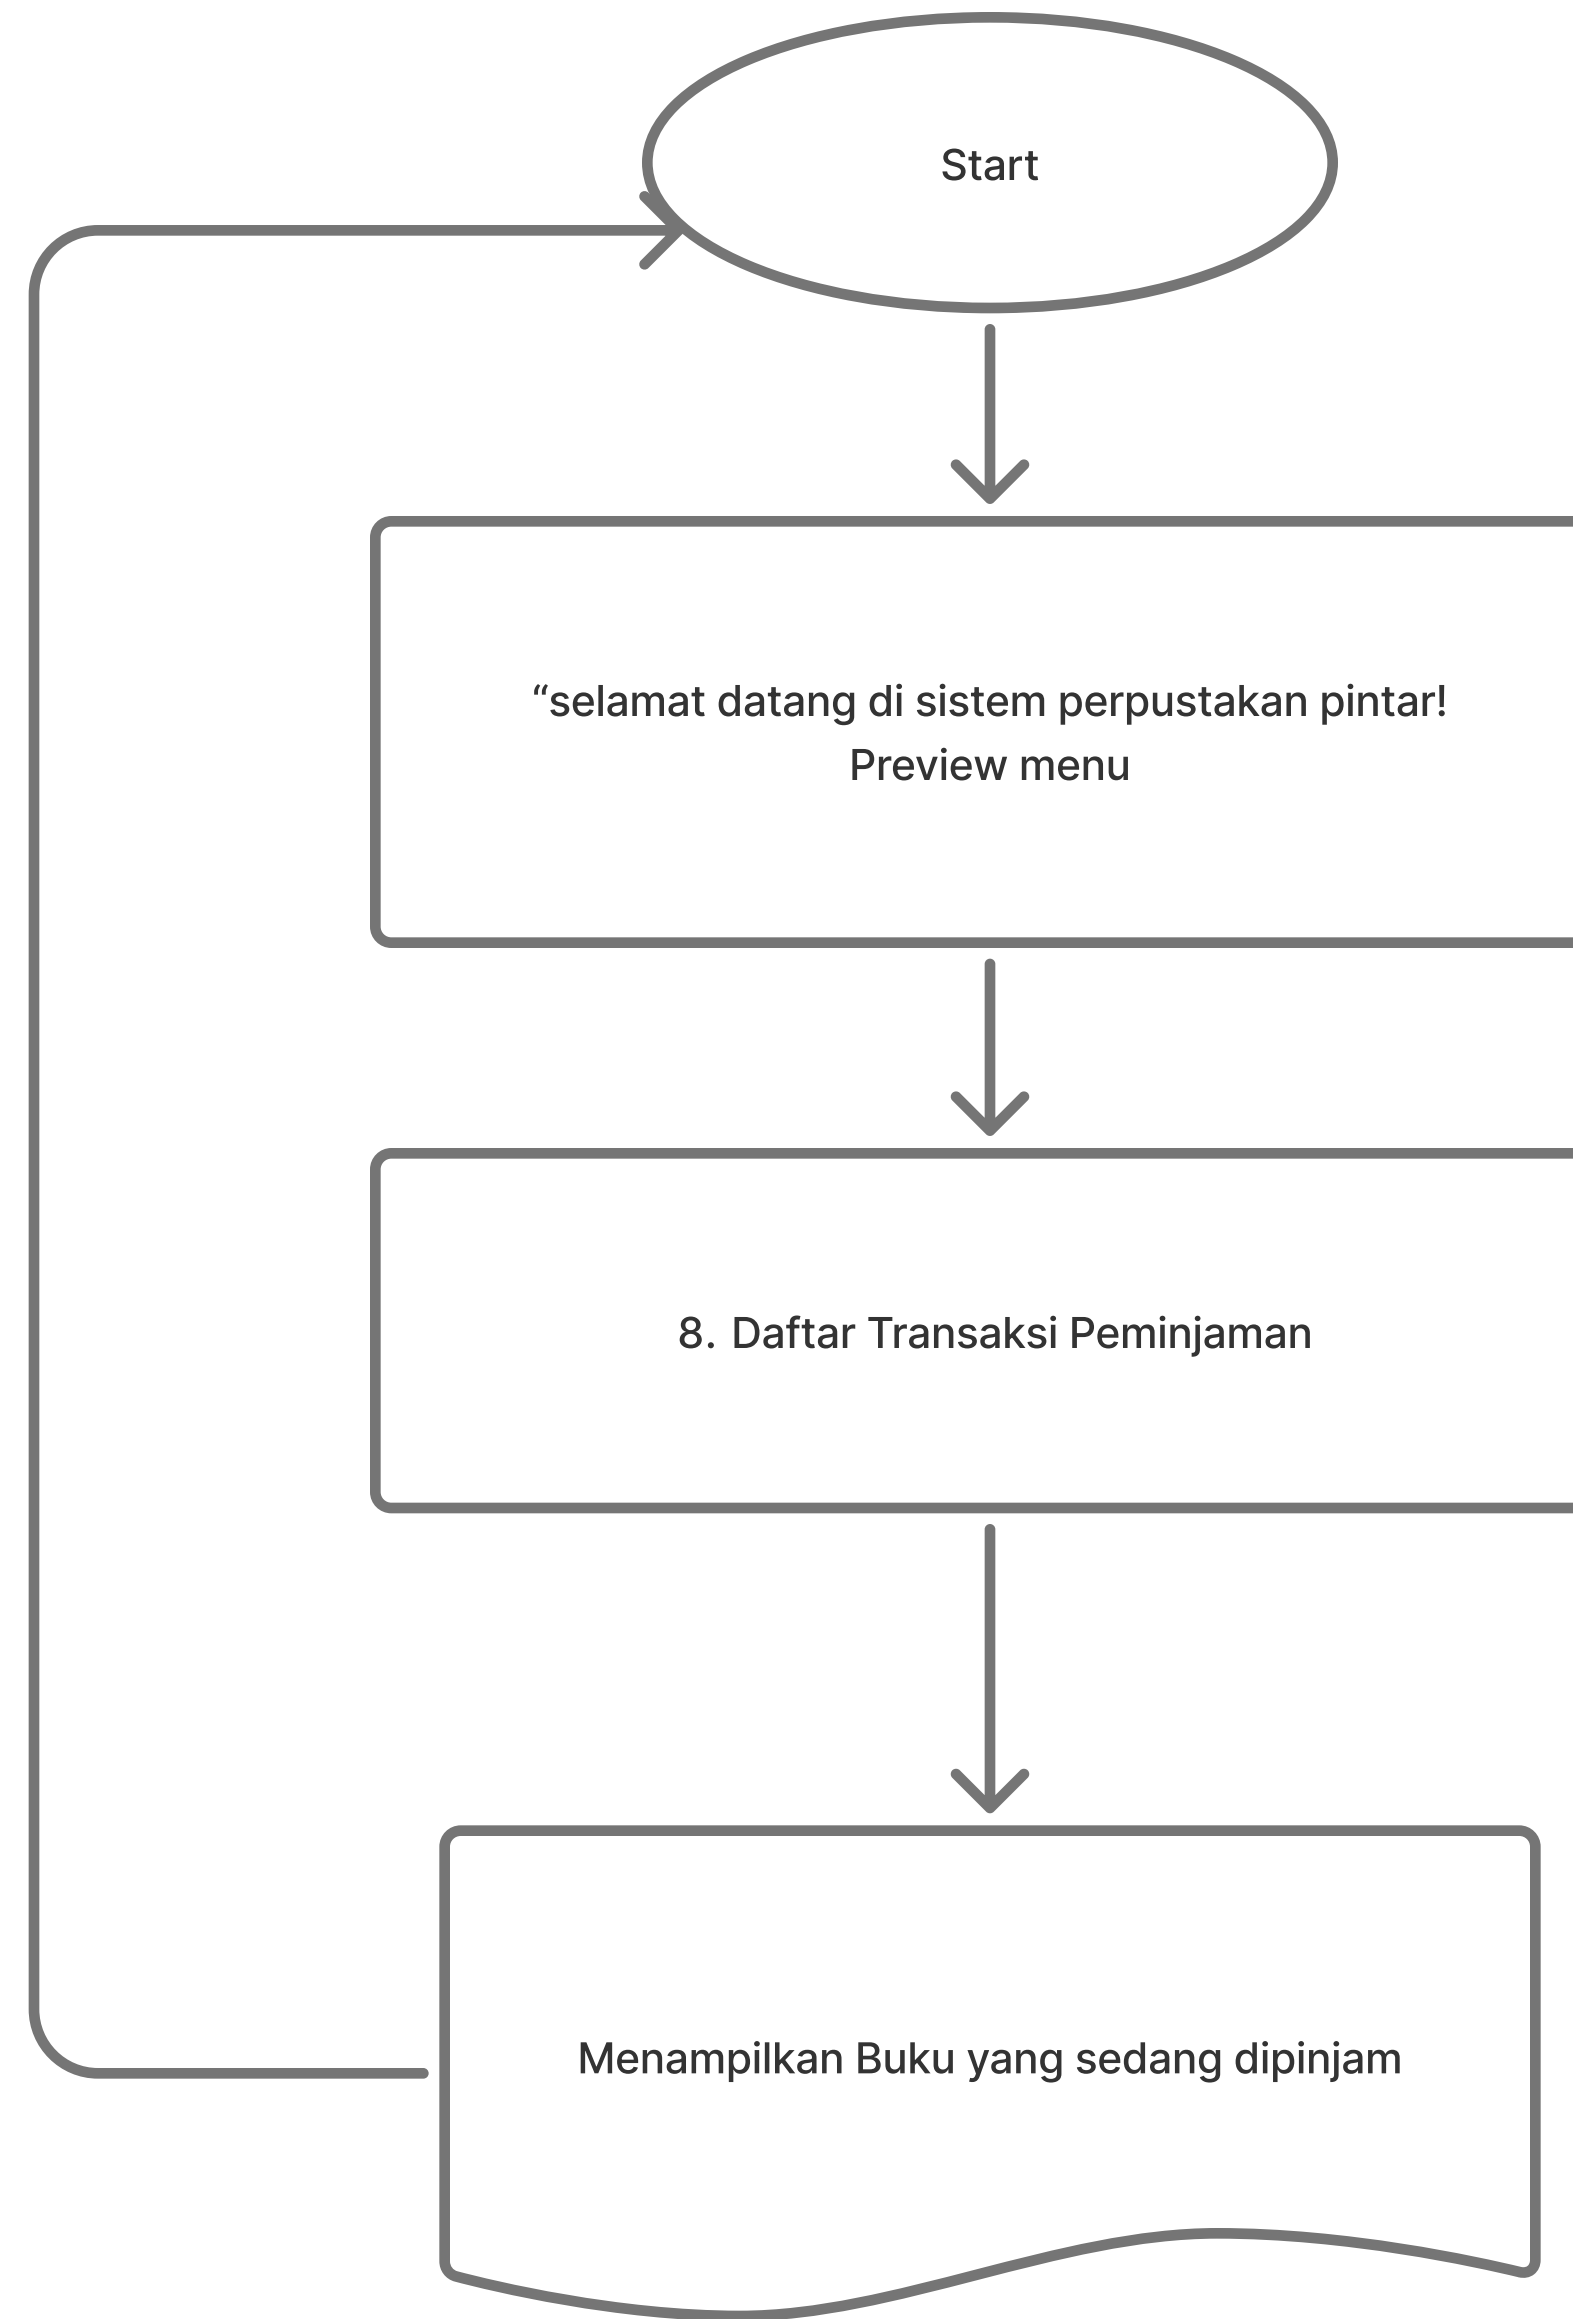 Start
“selamat datang di sistem perpustakan pintar!
Preview menu
8. Daftar Transaksi Peminjaman
Menampilkan Buku yang sedang dipinjam